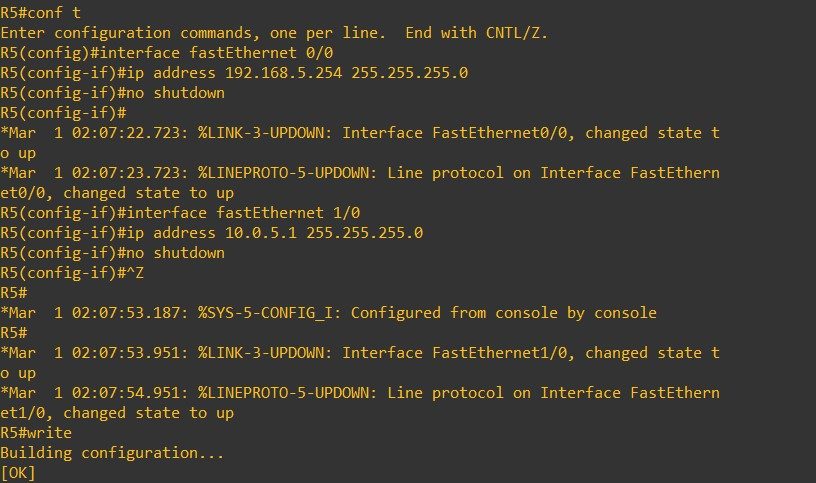 R5#conf t
Enter configuration commands, one per line.  End with CNTL/Z.
R5(config)#interface fastEthernet 0/0
R5(config-if)#ip address 192.168.5.254 255.255.255.0
R5(config-if)#no shutdown
R5(config-if)#
*Mar  1 02:07:22.723: %LINK-3-UPDOWN: Interface FastEthernet0/0, changed state t
o up
*Mar  1 02:07:23.723: %LINEPROTO-5-UPDOWN: Line protocol on Interface FastEthern
et0/0, changed state to up
R5(config-if)#interface fastEthernet 1/0
R5(config-if)#ip address 10.0.5.1 255.255.255.0
R5(config-if)#no shutdown
R5(config-if)#^Z
R5#
*Mar  1 02:07:53.187: %SYS-5-CONFIG_I: Configured from console by console
R5#
*Mar  1 02:07:53.951: %LINK-3-UPDOWN: Interface FastEthernet1/0, changed state t
o up
*Mar  1 02:07:54.951: %LINEPROTO-5-UPDOWN: Line protocol on Interface FastEthern
et1/0, changed state to up
R5#write
Building configuration...
[OK]